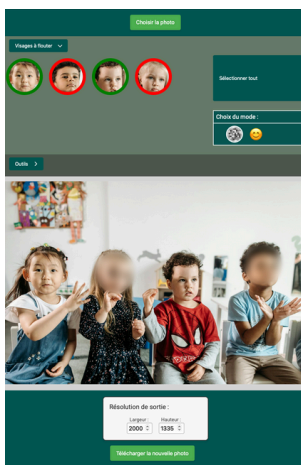 Choisir la photo
Visages à flouter
Sélectionner tout
Choix du mode :
Outils
Résolution de sortie :
Largeur :
Hauteur :
2000
1335
Télécharger la nouvelle photo